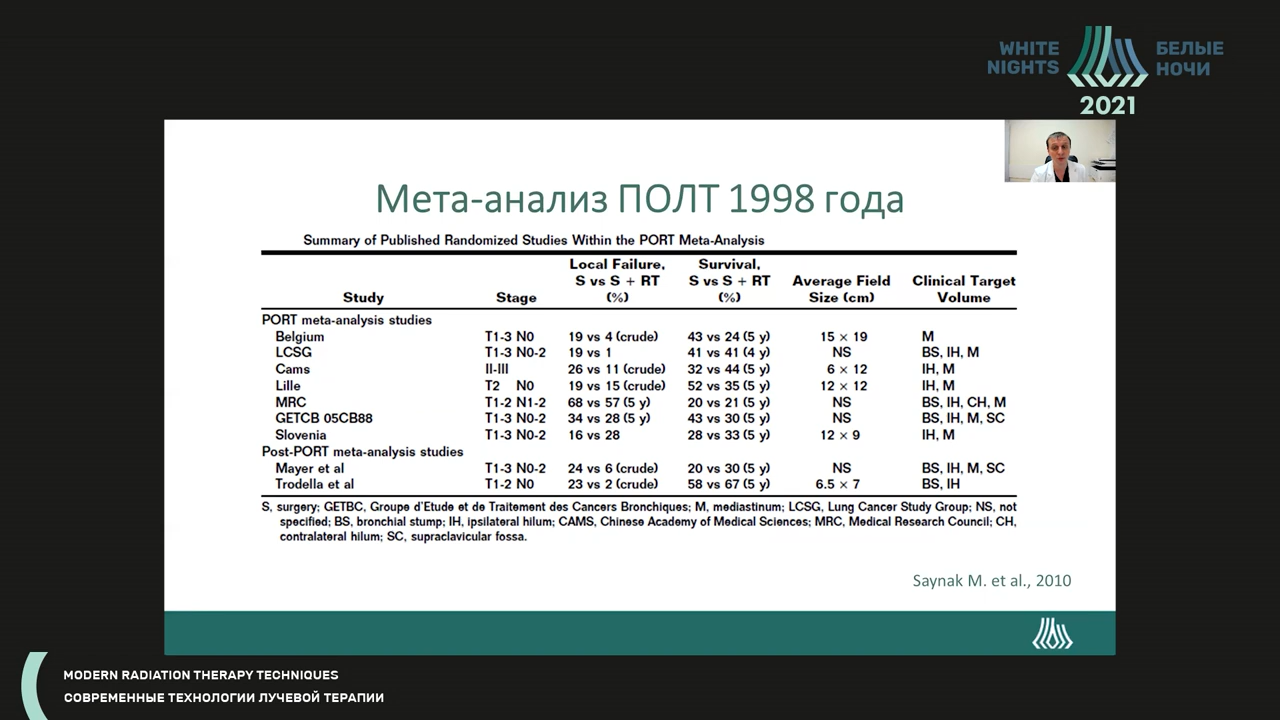 WHITE NIGHTS
БЕЛЫЕ НОЧИ
2021
Мета-анализ ПОЛТ 1998 года
Summary of Published Randomized Studies Within the PORT Meta-Analysis
Study Stage Local Failure, S vs S + RT (%) Survival, S vs S + RT (%) Average Field Size (cm) Clinical Target Volume
PORT meta-analysis studies
Belgium T1-3 N0 19 vs 4 (crude) 43 vs 24 (5 y) 15 × 19 M
LCSG T1-3 N0-2 19 vs 1 41 vs 41 (4 y) NS BS, IH, M
Cams II-III 26 vs 11 (crude) 32 vs 44 (5 y) 6 × 12 IH, M
Lille T2 N0 19 vs 15 (crude) 52 vs 35 (5 y) 12 × 12 IH, M
MRC T1-2 N1-2 68 vs 57 (5 y) 20 vs 21 (5 y) NS BS, IH, CH, M
GETCB 05CB88 T1-3 N0-2 34 vs 28 (5 y) 43 vs 30 (5 y) NS BS, IH, M, SC
Slovenia T1-3 N0-2 16 vs 28 28 vs 33 (5 y) 12 × 9 IH, M
Post-PORT meta-analysis studies
Mayer et al T1-3 N0-2 24 vs 6 (crude) 20 vs 30 (5 y) NS BS, IH, M, SC
Trodella et al T1-2 N0 23 vs 2 (crude) 58 vs 67 (5 y) 6.5 × 7 BS, IH
S, surgery; GETBC, Groupe d'Etude et de Traitement des Cancers Bronchiques; M, mediastinum; LCSG, Lung Cancer Study Group; NS, not
specified; BS, bronchial stump; IH, ipsilateral hilum; CAMS, Chinese Academy of Medical Sciences; MRC, Medical Research Council; CH,
contralateral hilum; SC, supraclavicular fossa.
Saynak M. et al., 2010
MODERN RADIATION THERAPY TECHNIQUES
СОВРЕМЕННЫЕ ТЕХНОЛОГИИ ЛУЧЕВОЙ ТЕРАПИИ